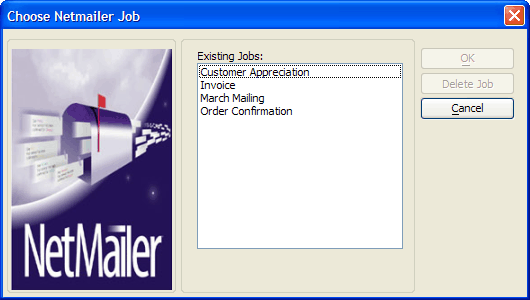 Choose Netmailer Job
Existing Jobs:
Customer Appreciation
Invoice
March Mailing
Order Confirmation
OK
Delete Job
Cancel
NetMailer